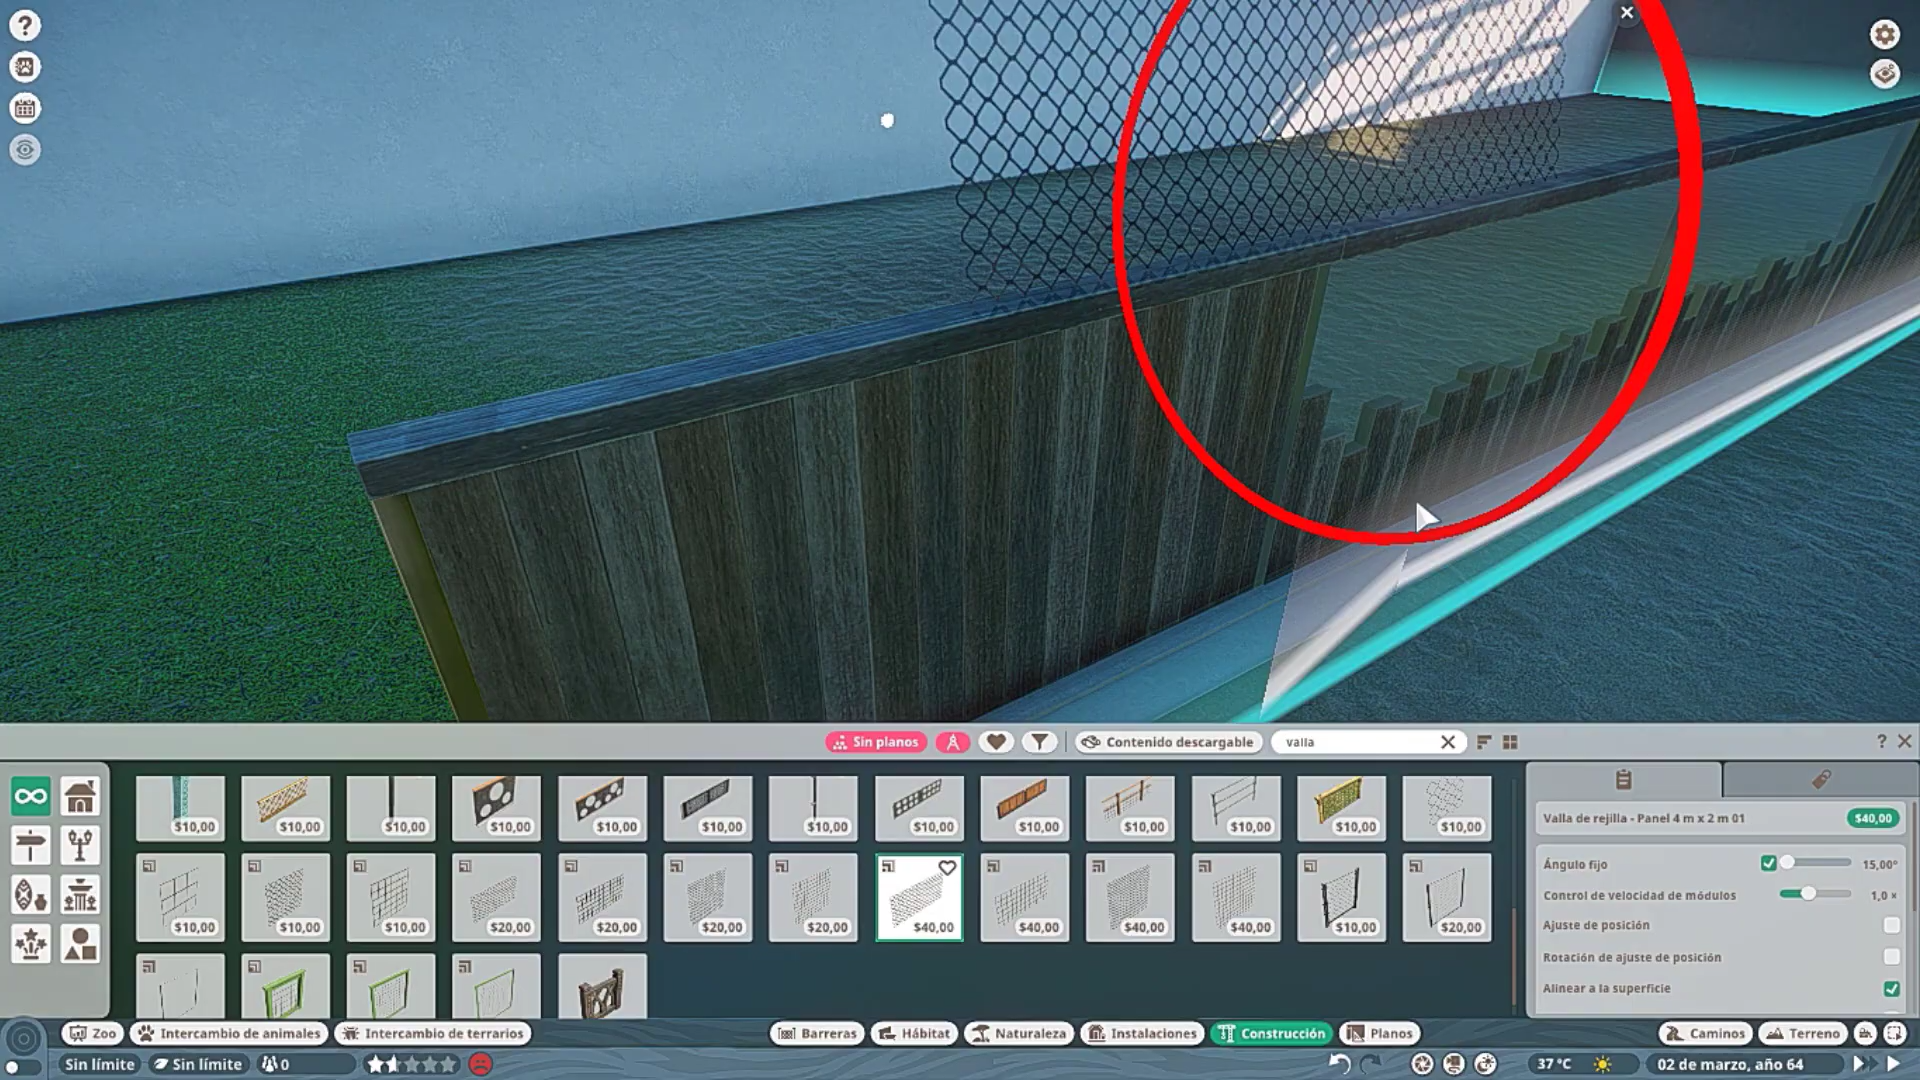 Sin planos
Contenido descargable
valla
$10,00 $10,00 $10,00 $10,00 $10,00 $10,00 $10,00 $10,00 $10,00 $10,00 $10,00 $10,00 $10,00
$10,00 $10,00 $10,00 $20,00 $20,00 $20,00 $20,00 $40,00 $40,00 $40,00 $40,00 $10,00 $20,00
Valla de rejilla - Panel 4 m x 2 m 01 $40,00
Ángulo fijo 15,00°
Control de velocidad de módulos 1,0 ×
Ajuste de posición
Rotación de ajuste de posición
Alinear a la superficie
Zoo Intercambio de animales Intercambio de terrarios Barreras Hábitat Naturaleza Instalaciones Construcción Planos Caminos Terreno
Sin límite Sin límite 0 37 °C 02 de marzo, año 64